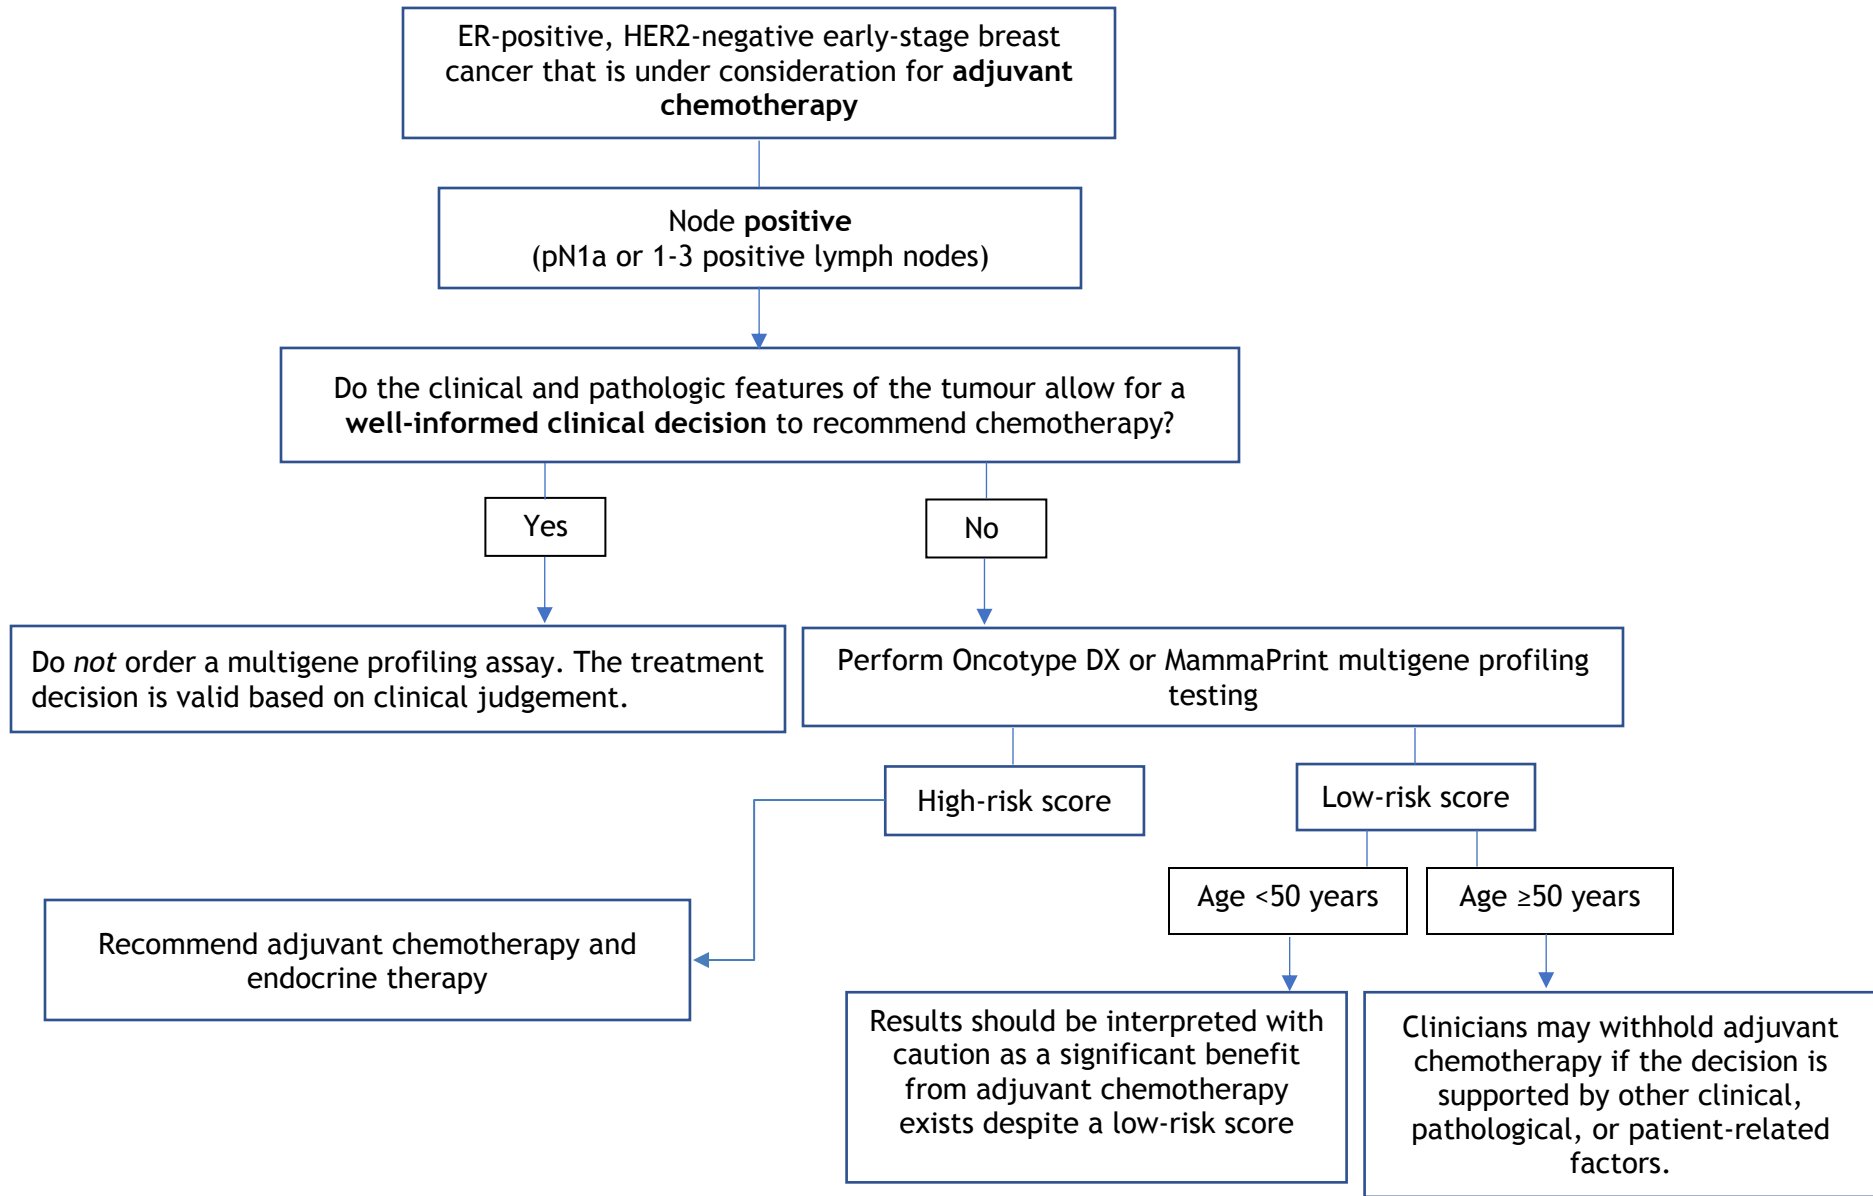 ER-positive, HER2-negative early-stage breast
cancer that is under consideration for adjuvant
chemotherapy
Node positive
(pN1a or 1-3 positive lymph nodes)
Do the clinical and pathologic features of the tumour allow for a
well-informed clinical decision to recommend chemotherapy?
Yes
No
Do not order a multigene profiling assay. The treatment
decision is valid based on clinical judgement.
Perform Oncotype DX or MammaPrint multigene profiling
testing
High-risk score
Low-risk score
Age <50 years
Age ≥50 years
Recommend adjuvant chemotherapy and
endocrine therapy
Results should be interpreted with
caution as a significant benefit
from adjuvant chemotherapy
exists despite a low-risk score
Clinicians may withhold adjuvant
chemotherapy if the decision is
supported by other clinical,
pathological, or patient-related
factors.